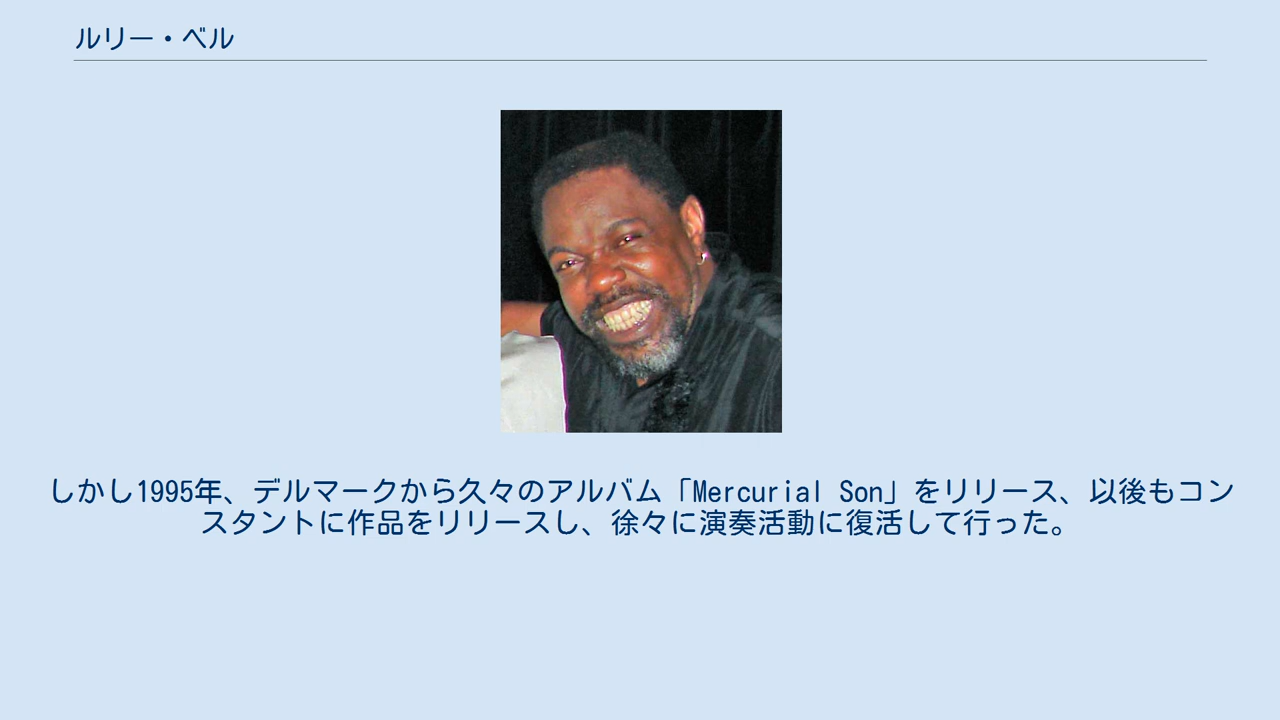 ルリー・ベル
しかし1995年、デルマークから久々のアルバム「Mercurial Son」をリリース、以後もコン
スタントに作品をリリースし、徐々に演奏活動に復活して行った。